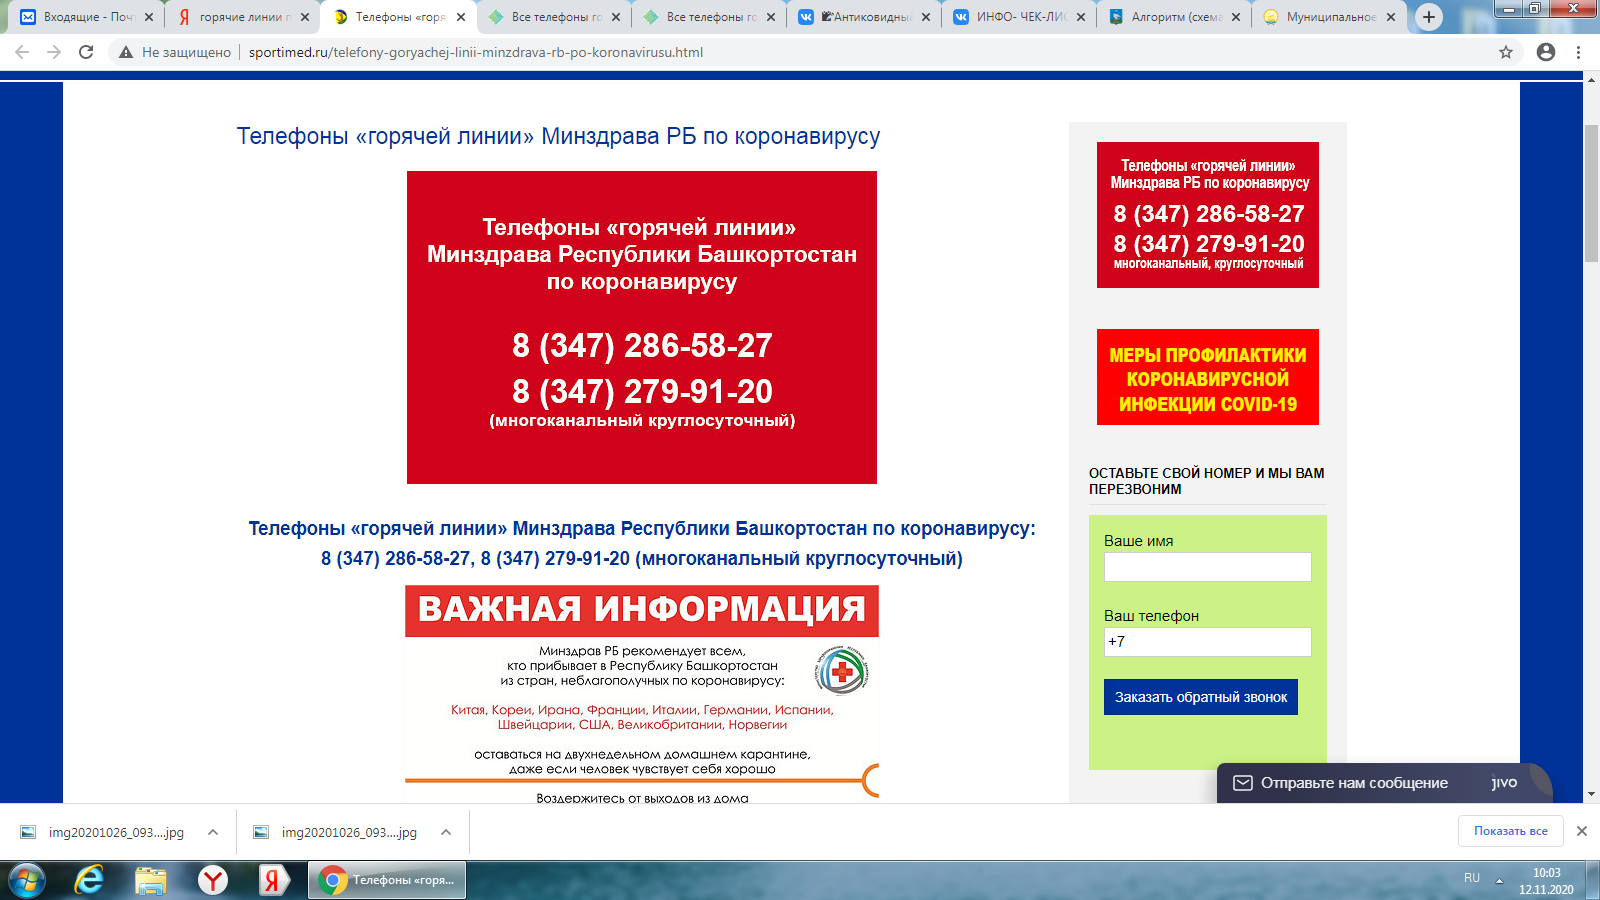 Входящие - Почт
горячие линии п
Телефоны «горя
Все телефоны го
Все телефоны го
Антиковидный
ИНФО- ЧЕК-ЛИС
Алгоритм (схема
Муниципальное
Не защищено
sportimed.ru/telefony-goryachej-linii-minzdrava-rb-po-koronavirusu.html
Телефоны «горячей линии» Минздрава РБ по коронавирусу
Телефоны «горячей линии»
Минздрава Республики Башкортостан
по коронавирусу
8 (347) 286-58-27
8 (347) 279-91-20
(многоканальный круглосуточный)
Телефоны «горячей линии» Минздрава Республики Башкортостан по коронавирусу:
8 (347) 286-58-27, 8 (347) 279-91-20 (многоканальный круглосуточный)
ВАЖНАЯ ИНФОРМАЦИЯ
Минздрав РБ рекомендует всем,
кто прибывает в Республику Башкортостан
из стран, неблагополучных по коронавирусу:
Китая, Кореи, Ирана, Франции, Италии, Германии, Испании,
Швейцарии, США, Великобритании, Норвегии
оставаться на двухнедельном домашнем карантине,
даже если человек чувствует себя хорошо
Воздержитесь от выходов из дома
Телефоны «горячей линии»
Минздрава РБ по коронавирусу
8 (347) 286-58-27
8 (347) 279-91-20
многоканальный, круглосуточный
МЕРЫ ПРОФИЛАКТИКИ
КОРОНАВИРУСНОЙ
ИНФЕКЦИИ COVID-19
ОСТАВЬТЕ СВОЙ НОМЕР И МЫ ВАМ
ПЕРЕЗВОНИМ
Ваше имя
Ваш телефон
+7
Заказать обратный звонок
Отправьте нам сообщение
jivo
img20201026_093....jpg
img20201026_093....jpg
Показать все
Телефоны «горя...
RU
10:03
12.11.2020